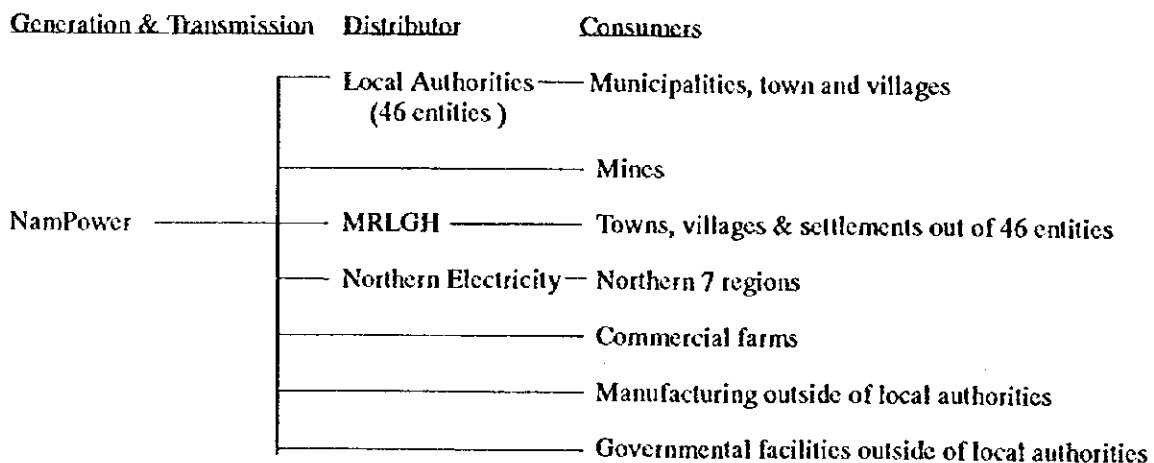 Generation & Transmission Distributor Consumers
Local Authorities Municipalities, town and villages
(46 entities )
Mines
NamPower MRLGH Towns, villages & settlements out of 46 entities
Northern Electricity Northern 7 regions
Commercial farms
Manufacturing outside of local authorities
Governmental facilities outside of local authorities